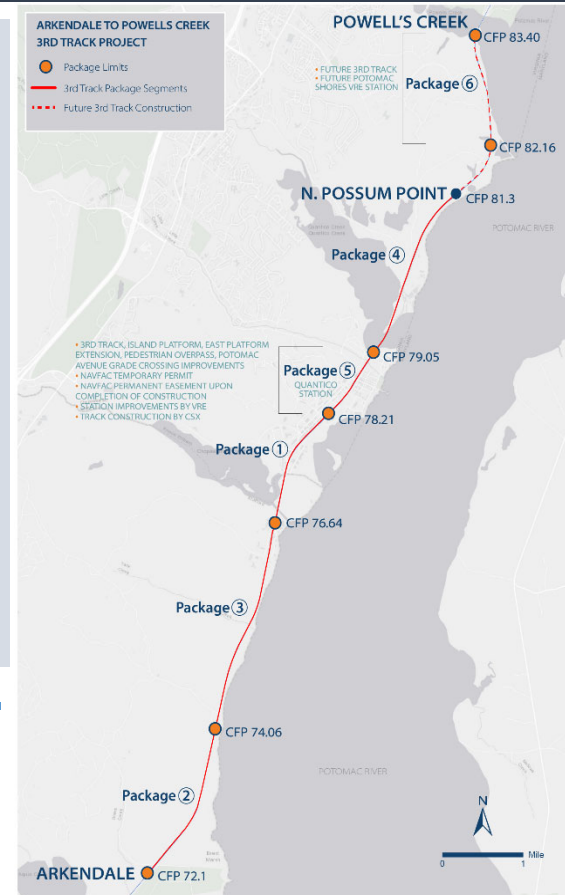 ARKENDALE TO POWELLS CREEK
3RD TRACK PROJECT
Package Limits
3rd Track Package Segments
Future 3rd Track Construction
POWELL'S CREEK
CFP 83.40
• FUTURE 3RD TRACK
• FUTURE POTOMAC
SHORES VRE STATION
Package 6
CFP 82.16
N. POSSUM POINT
CFP 81.3
POTOMAC RIVER
Package 4
• 3RD TRACK, ISLAND PLATFORM, EAST PLATFORM
EXTENSION, PEDESTRIAN OVERPASS, POTOMAC
AVENUE GRADE CROSSING IMPROVEMENTS
• NAVFAC TEMPORARY PERMIT
• NAVFAC PERMANENT EASEMENT UPON
COMPLETION OF CONSTRUCTION
• STATION IMPROVEMENTS BY VRE
• TRACK CONSTRUCTION BY CSX
CFP 79.05
Package 5
QUANTICO
STATION
CFP 78.21
Package 1
CFP 76.64
Package 3
CFP 74.06
POTOMAC RIVER
Package 2
N
0 1 Mile
ARKENDALE
CFP 72.1